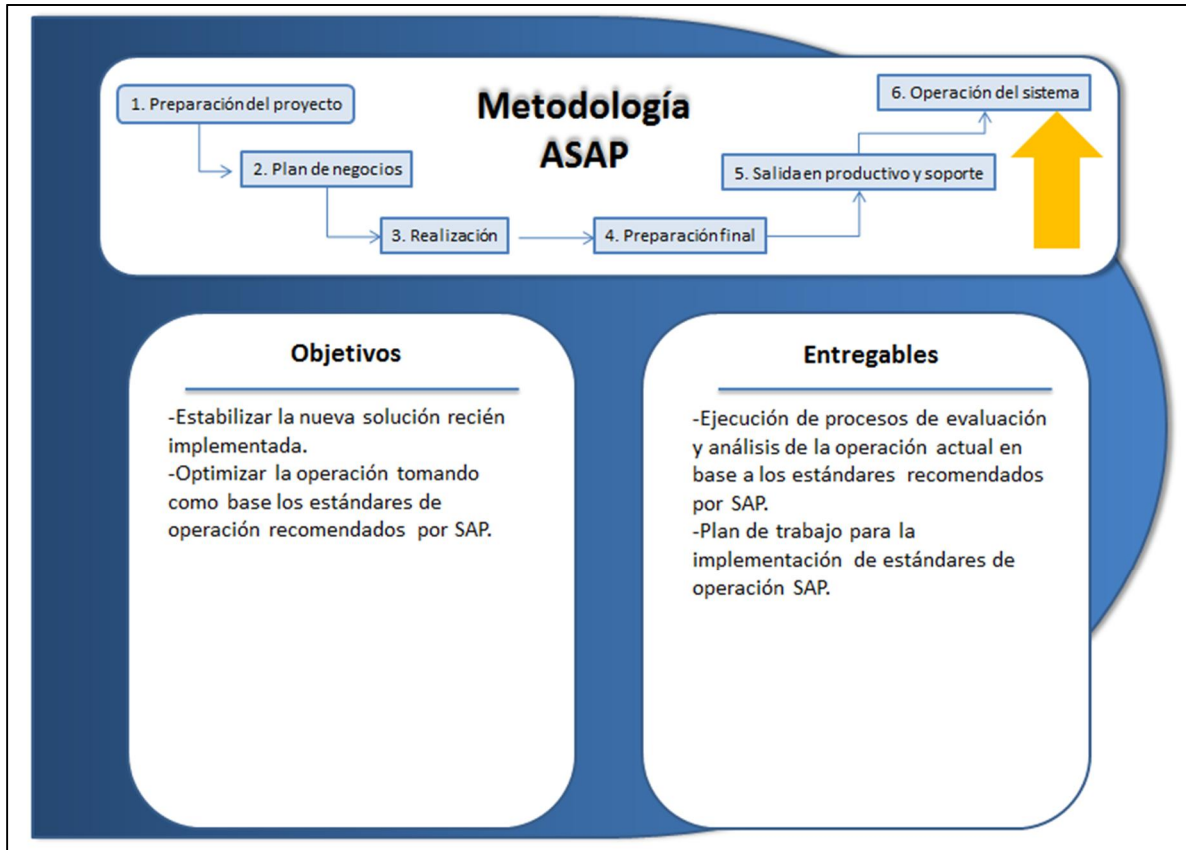 Metodología
ASAP
1. Preparación del proyecto
2. Plan de negocios
3. Realización
4. Preparación final
5. Salida en productivo y soporte
6. Operación del sistema
Objetivos
-Estabilizar la nueva solución recién
implementada.
-Optimizar la operación tomando
como base los estándares de
operación recomendados por SAP.
Entregables
-Ejecución de procesos de evaluación
y análisis de la operación actual en
base a los estándares recomendados
por SAP.
-Plan de trabajo para la
implementación de estándares de
operación SAP.